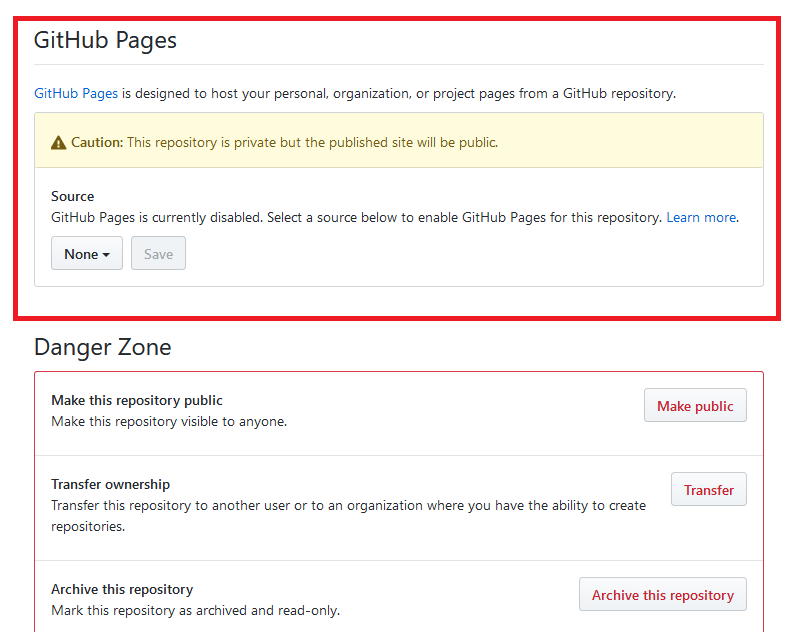 GitHub Pages
GitHub Pages is designed to host your personal, organization, or project pages from a GitHub repository.
Caution: This repository is private but the published site will be public.
Source
GitHub Pages is currently disabled. Select a source below to enable GitHub Pages for this repository. Learn more.
None Save
Danger Zone
Make this repository public
Make this repository visible to anyone.
Make public
Transfer ownership
Transfer this repository to another user or to an organization where you have the ability to create
repositories.
Transfer
Archive this repository
Mark this repository as archived and read-only.
Archive this repository